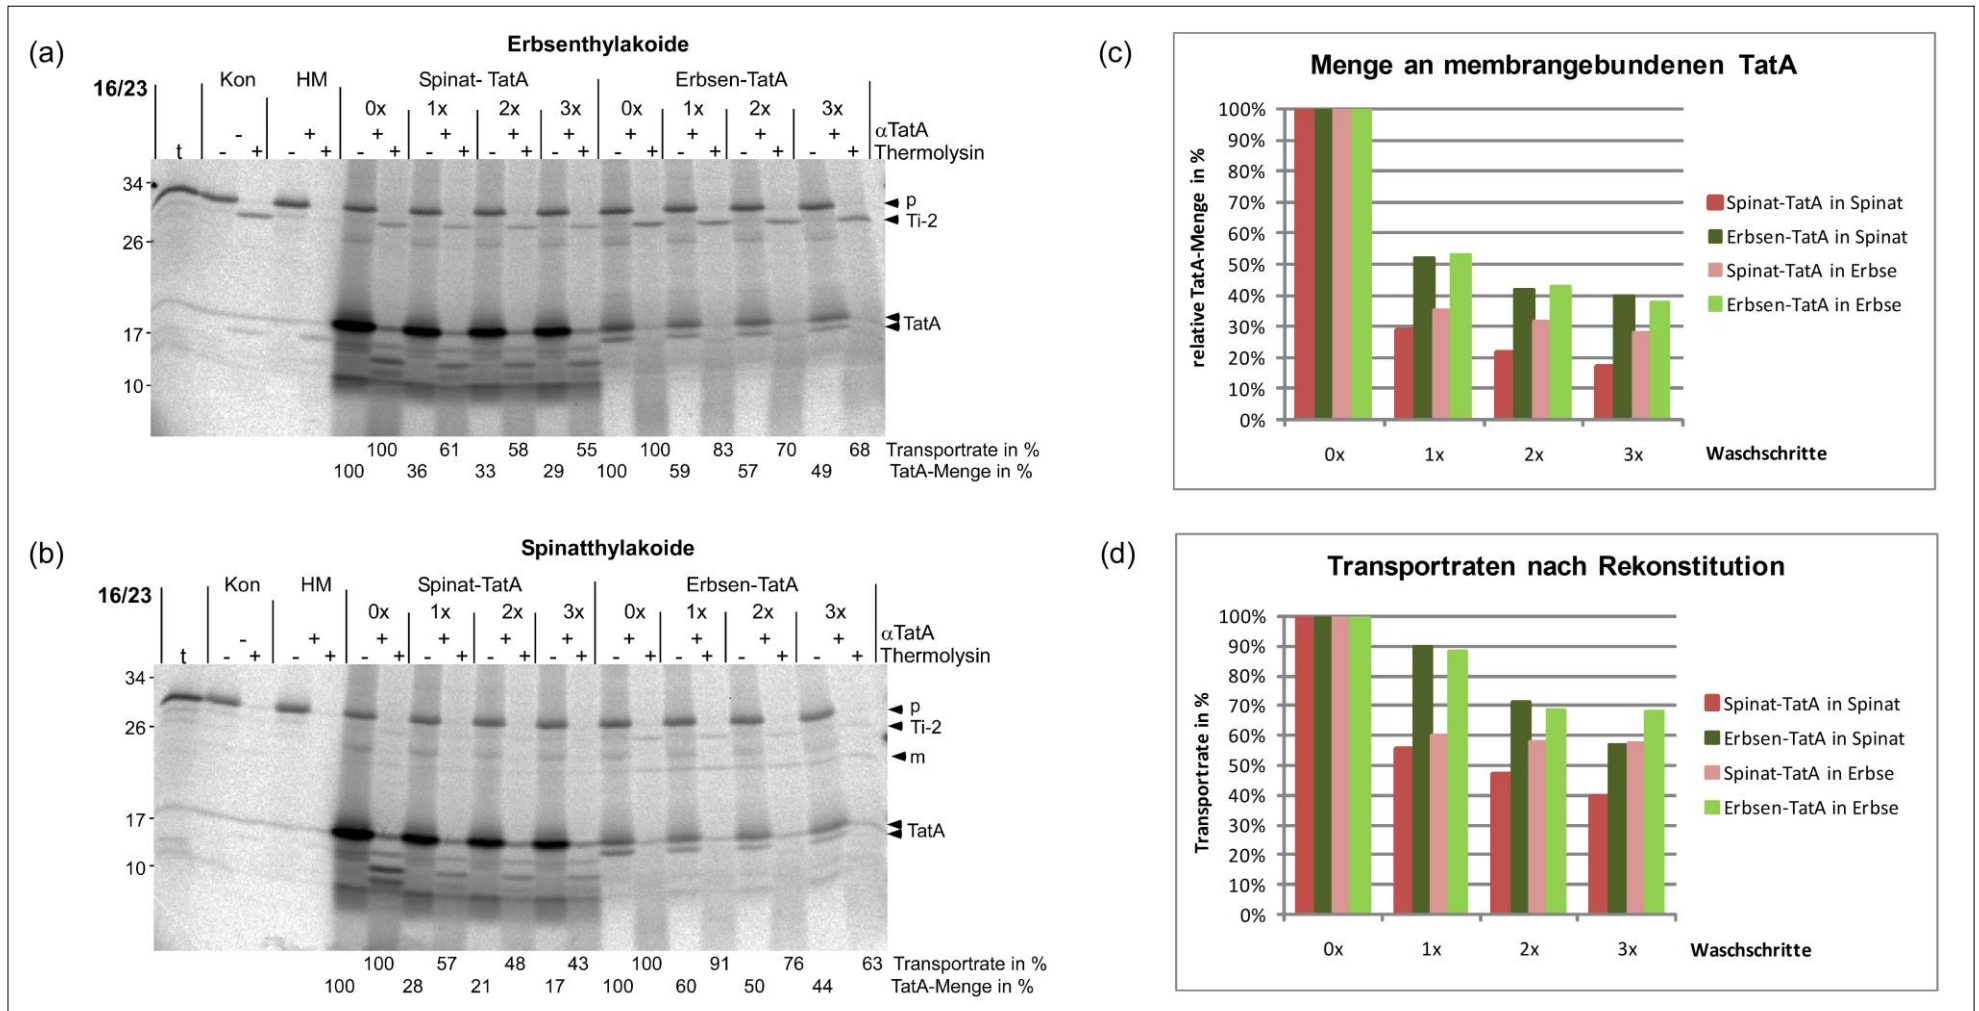 (a)
Erbsenthylakoide
16/23
Kon HM Spinat- TatA Erbsen-TatA
0x 1x 2x 3x 0x 1x 2x 3x
- + + + + + + + + + αTatA
t - + - + - + - + - + - + - + - + - + - + Thermolysin
34
p
Ti-2
26
TatA
17
10
100 61 58 55 100 83 70 68 Transportrate in %
100 36 33 29 100 59 57 49 TatA-Menge in %
(b)
Spinatthylakoide
16/23
Kon HM Spinat-TatA Erbsen-TatA
0x 1x 2x 3x 0x 1x 2x 3x
- + + + + + + + + + αTatA
t - + - + - + - + - + - + - + - + - + - + Thermolysin
34
p
26
Ti-2
m
17
TatA
10
100 57 48 43 100 91 76 63 Transportrate in %
100 28 21 17 100 60 50 44 TatA-Menge in %
(c)
Menge an membrangebundenen TatA
relative TatA-Menge in %
100%
90%
80%
70%
60%
50%
40%
30%
20%
10%
0%
0x 1x 2x 3x Waschschritte
Spinat-TatA in Spinat
Erbsen-TatA in Spinat
Spinat-TatA in Erbse
Erbsen-TatA in Erbse
(d)
Transportraten nach Rekonstitution
Transportrate in %
100%
90%
80%
70%
60%
50%
40%
30%
20%
10%
0%
0x 1x 2x 3x Waschschritte
Spinat-TatA in Spinat
Erbsen-TatA in Spinat
Spinat-TatA in Erbse
Erbsen-TatA in Erbse